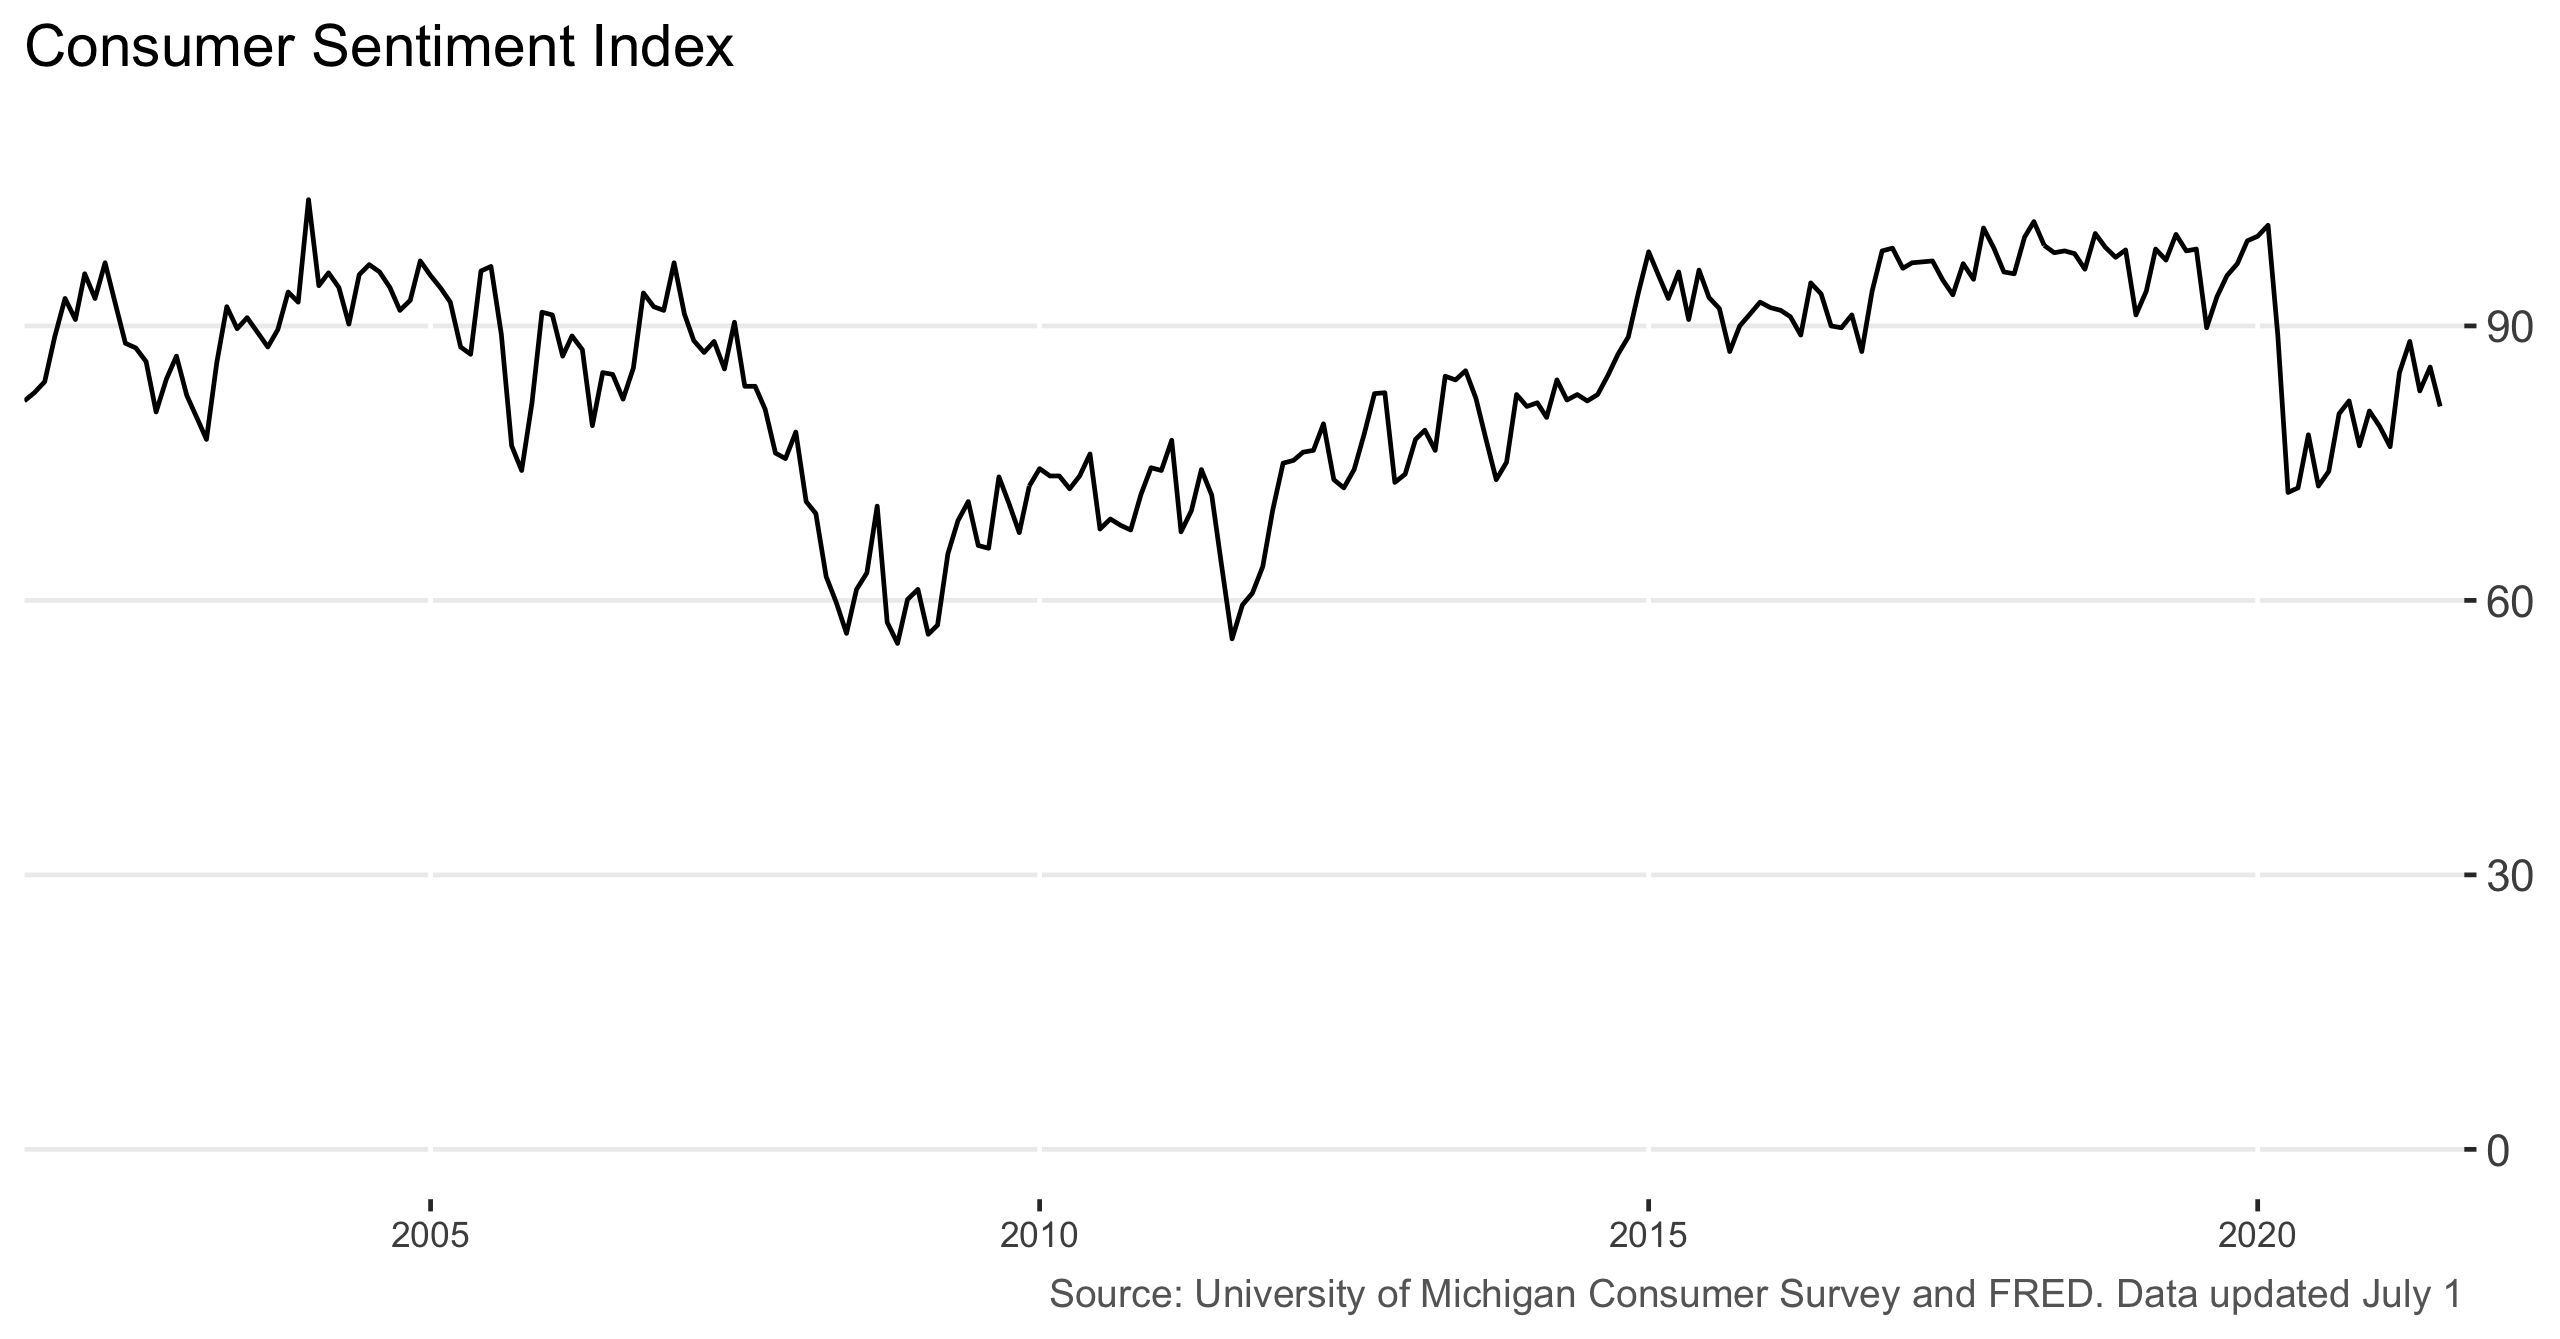 Consumer Sentiment Index
90
60
30
0
2005 2010 2015 2020
Source: University of Michigan Consumer Survey and FRED. Data updated July 1